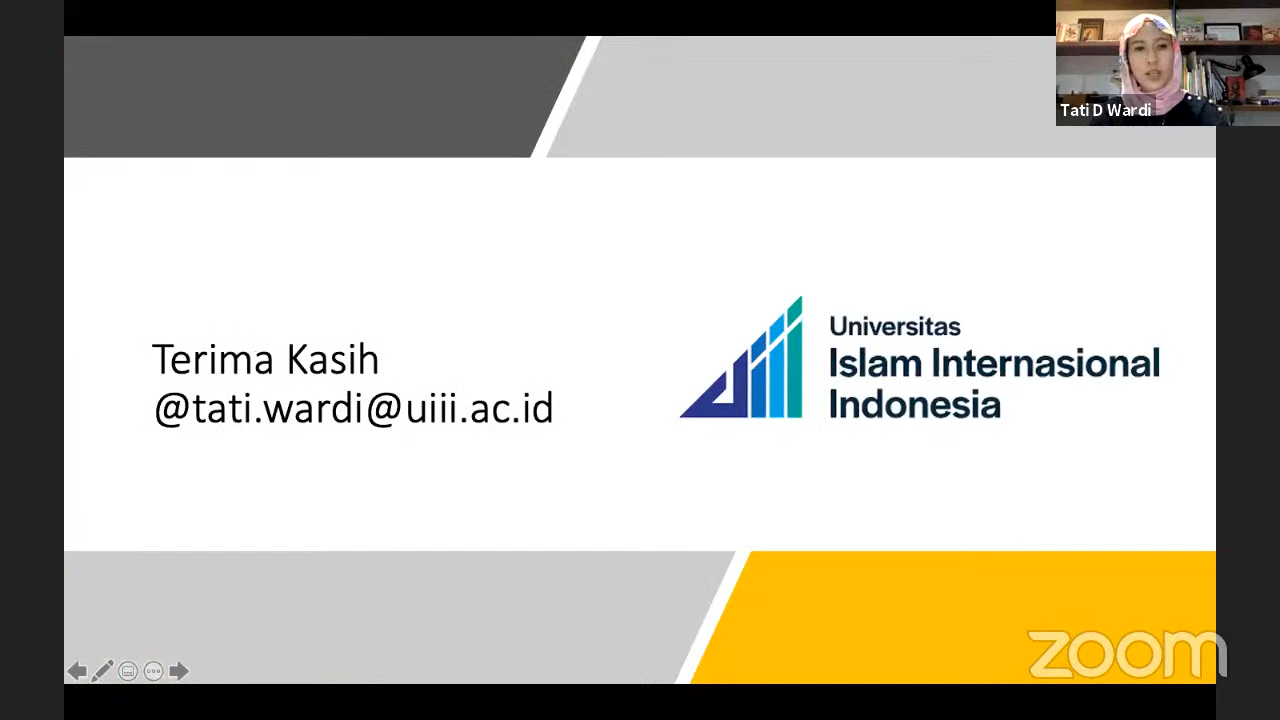 Tati D Wardi
Terima Kasih
@tati.wardi@uiii.ac.id
Universitas
Islam Internasional
Indonesia
zoom